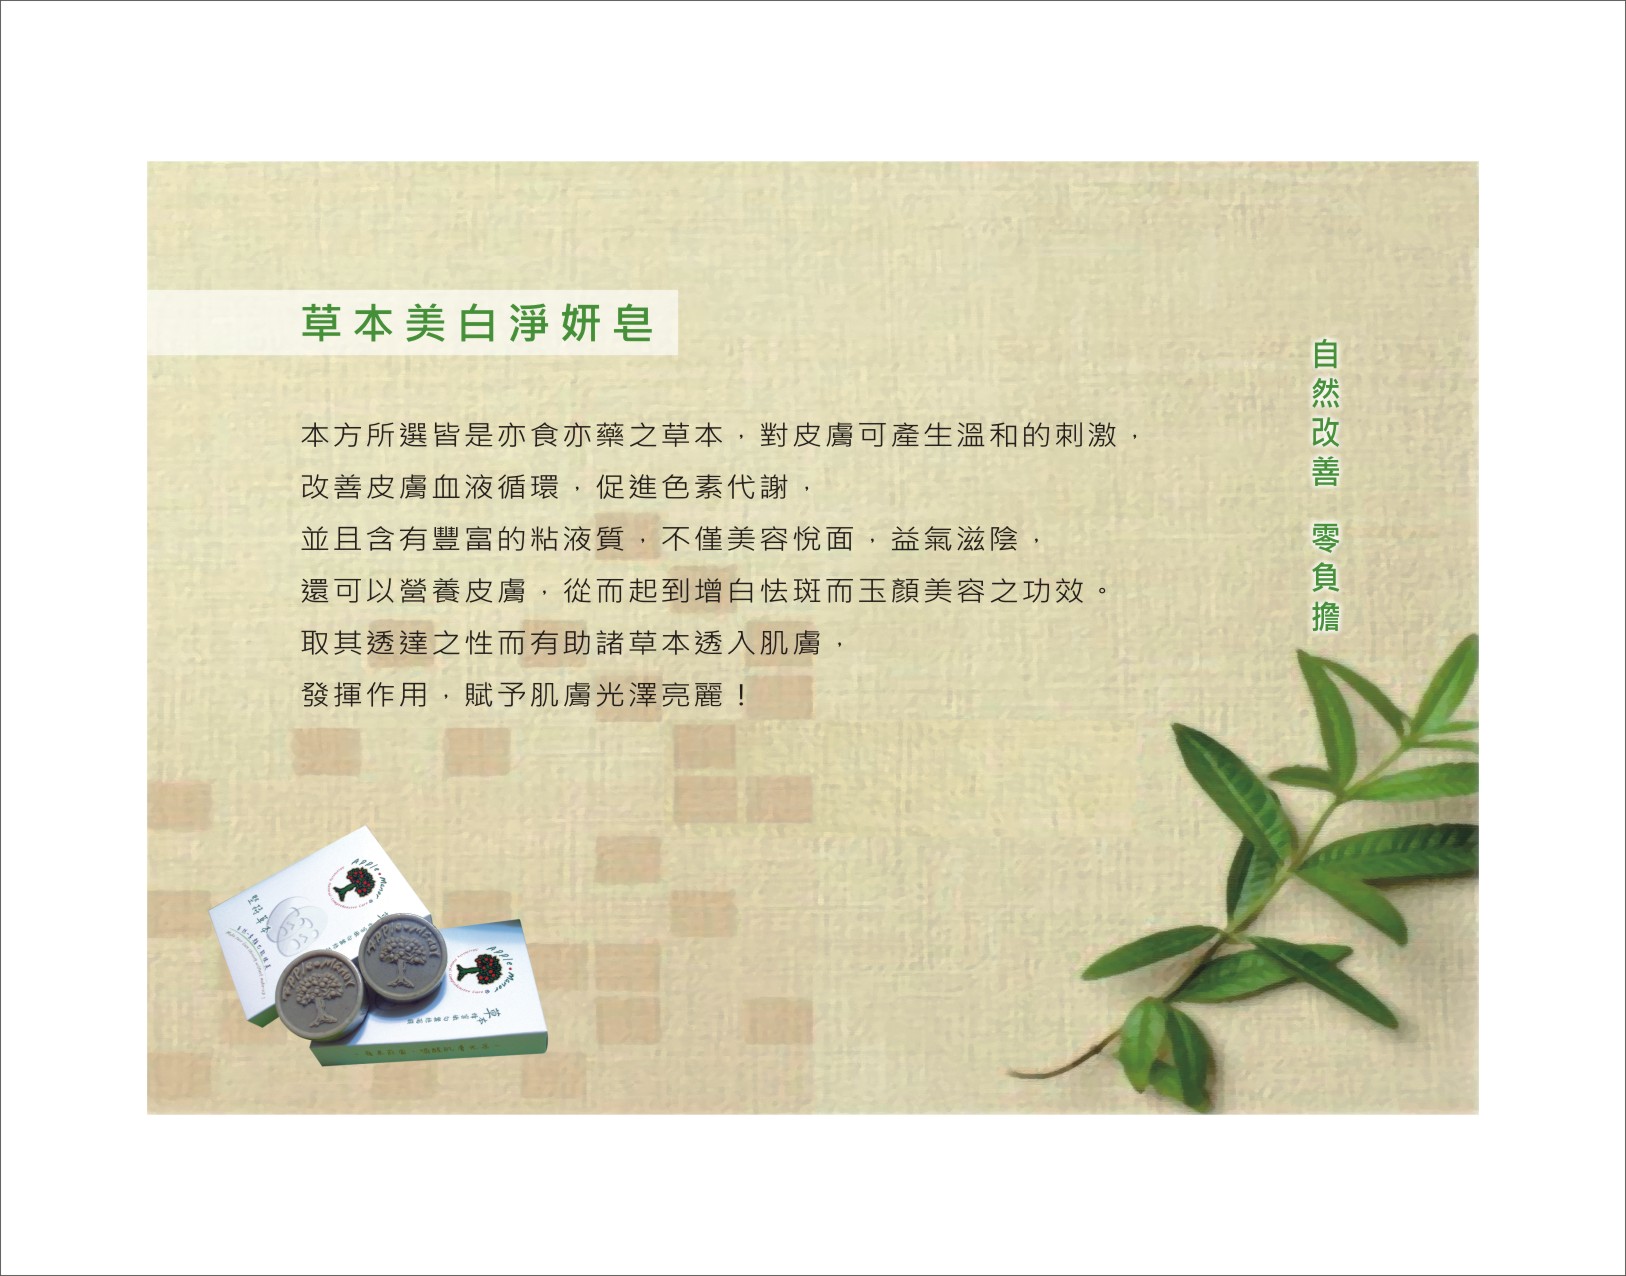 草本美白淨妍皂
本方所選皆是亦食亦藥之草本，對皮膚可產生溫和的刺激，
改善皮膚血液循環，促進色素代謝，
並且含有豐富的粘液質，不僅美容悅面，益氣滋陰，
還可以營養皮膚，從而起到增白怯斑而玉顏美容之功效。
取其透達之性而有助諸草本透入肌膚，
發揮作用，賦予肌膚光澤亮麗！
自然改善 零負擔
Apple Manor
Apple Manor
草本